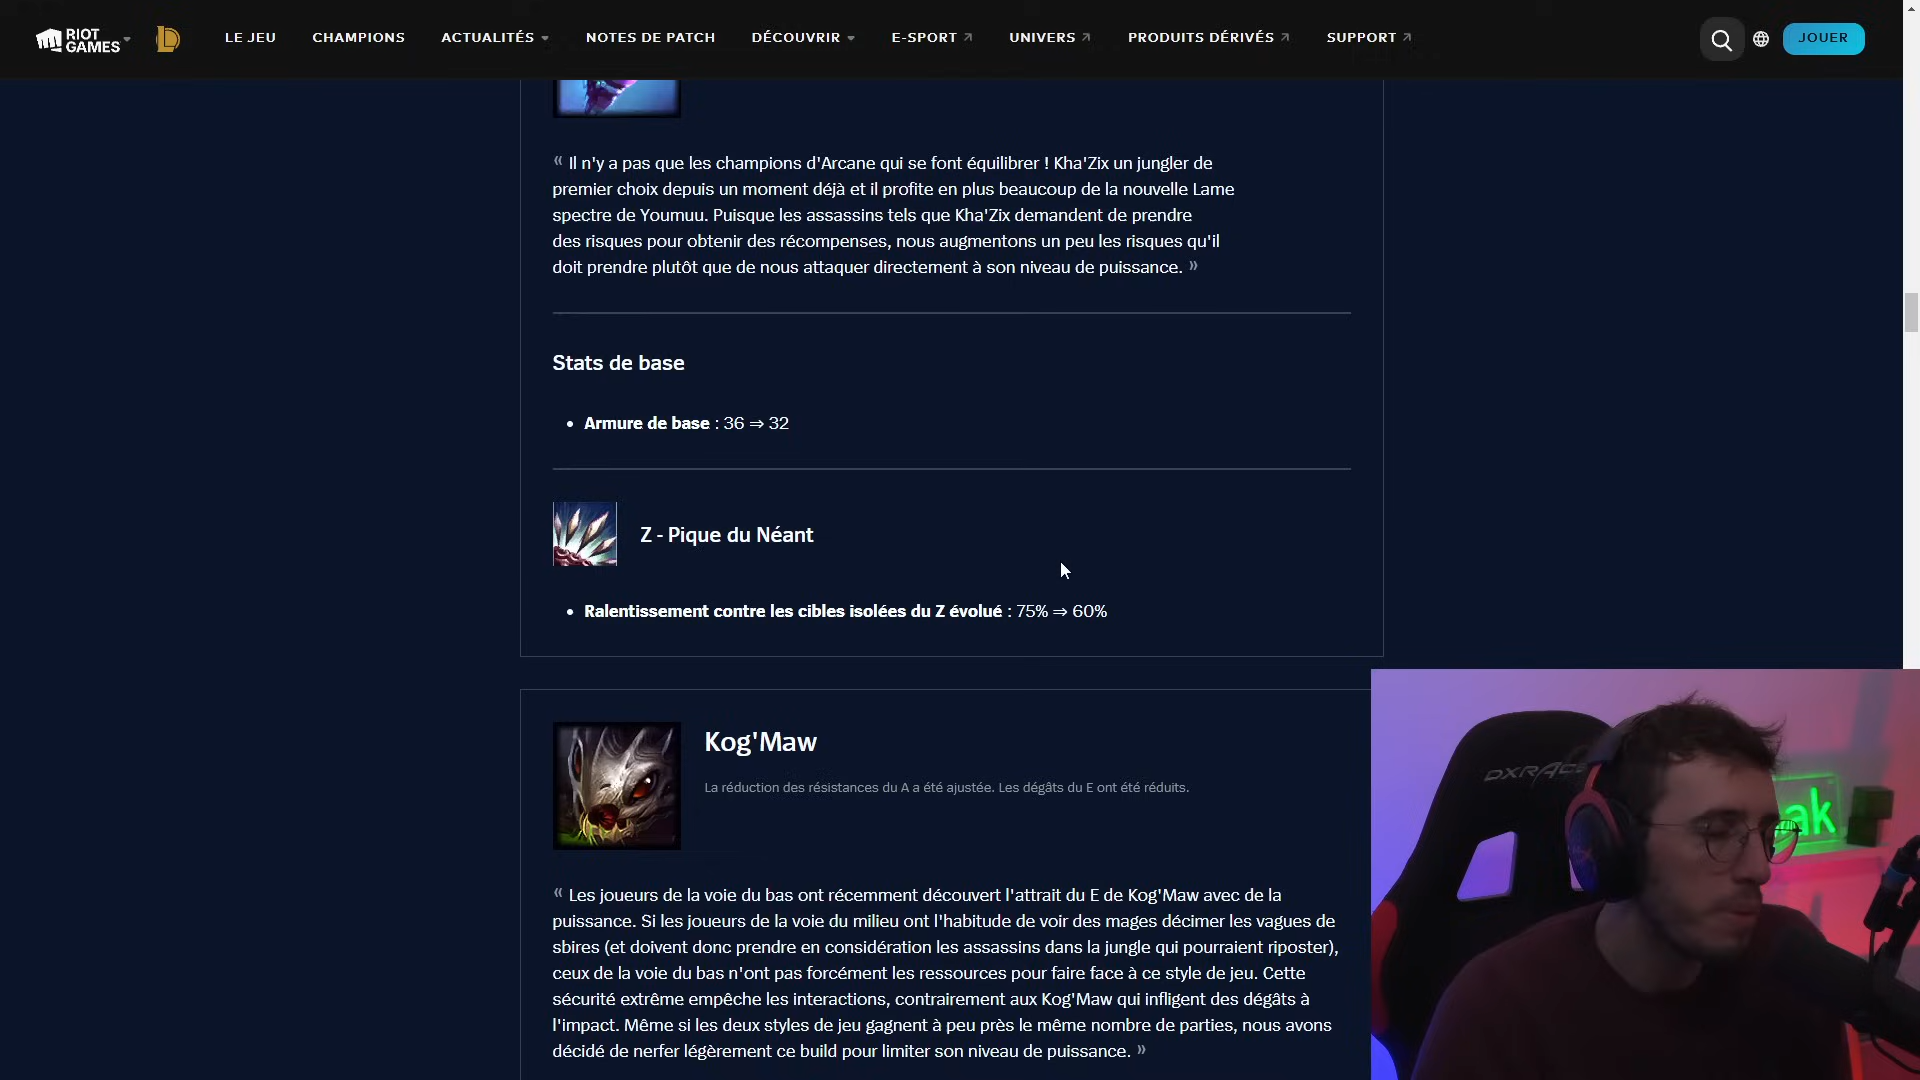 RIOT
GAMES
LE JEU
CHAMPIONS
ACTUALITÉS
NOTES DE PATCH
DÉCOUVRIR
E-SPORT
UNIVERS
PRODUITS DÉRIVÉS
SUPPORT
JOUER
« Il n'y a pas que les champions d'Arcane qui se font équilibrer ! Kha'Zix un jungler de
premier choix depuis un moment déjà et il profite en plus beaucoup de la nouvelle Lame
spectre de Youmuu. Puisque les assassins tels que Kha'Zix demandent de prendre
des risques pour obtenir des récompenses, nous augmentons un peu les risques qu'il
doit prendre plutôt que de nous attaquer directement à son niveau de puissance. »
Stats de base
• Armure de base : 36 ⇒ 32
Z - Pique du Néant
• Ralentissement contre les cibles isolées du Z évolué : 75% ⇒ 60%
Kog'Maw
La réduction des résistances du A a été ajustée. Les dégâts du E ont été réduits.
« Les joueurs de la voie du bas ont récemment découvert l'attrait du E de Kog'Maw avec de la
puissance. Si les joueurs de la voie du milieu ont l'habitude de voir des mages décimer les vagues de
sbires (et doivent donc prendre en considération les assassins dans la jungle qui pourraient riposter),
ceux de la voie du bas n'ont pas forcément les ressources pour faire face à ce style de jeu. Cette
sécurité extrême empêche les interactions, contrairement aux Kog'Maw qui infligent des dégâts à
l'impact. Même si les deux styles de jeu gagnent à peu près le même nombre de parties, nous avons
décidé de nerfer légèrement ce build pour limiter son niveau de puissance. »
DXRACE
ak